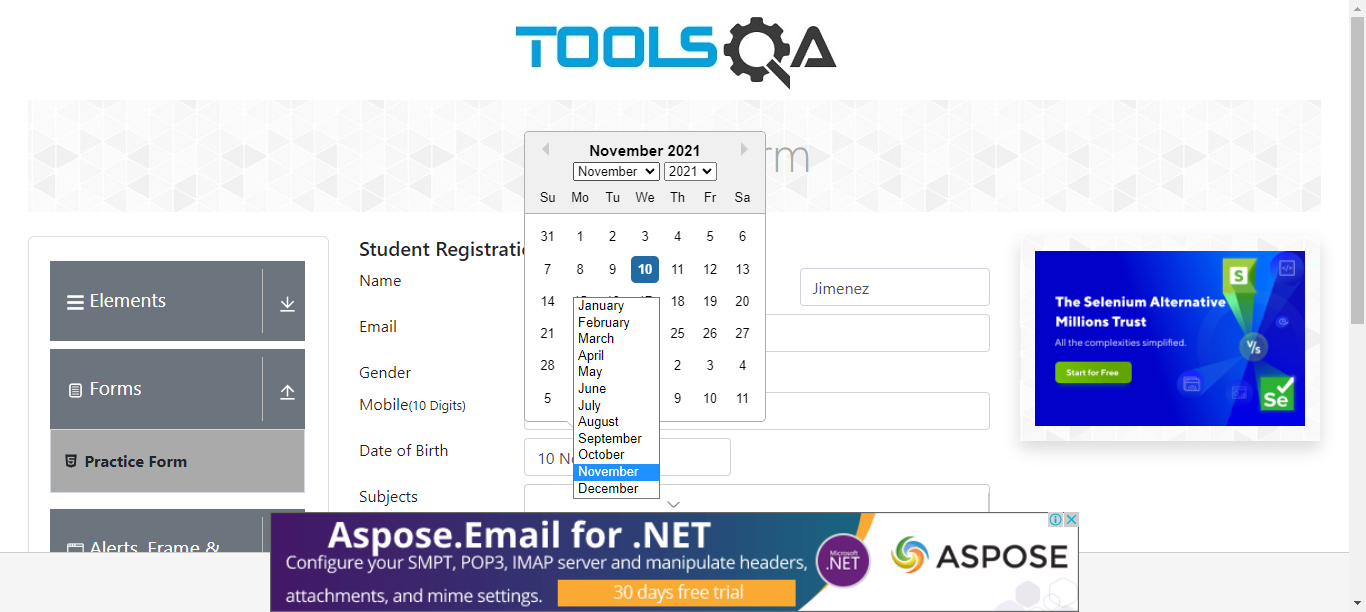 TOOLSQA
rm
November 2021
November 2021
Su Mo Tu We Th Fr Sa
31 1 2 3 4 5 6
7 8 9 10 11 12 13
14 18 19 20
21 25 26 27
28 2 3 4
5 9 10 11
January
February
March
April
May
June
July
August
September
October
November
December
Elements
Forms
Practice Form
Alerts, Frame &
Student Registrati
Name
Jimenez
Email
Gender
Mobile(10 Digits)
Date of Birth
10 No
Subjects
The Selenium Alternative
Millions Trust
All the complexities simplified.
Start for Free
S
V/s
Se
Aspose.Email for .NET
Configure your SMPT, POP3, IMAP server and manipulate headers,
attachments, and mime settings.
30 days free trial
Microsoft
.NET
ASPOSE